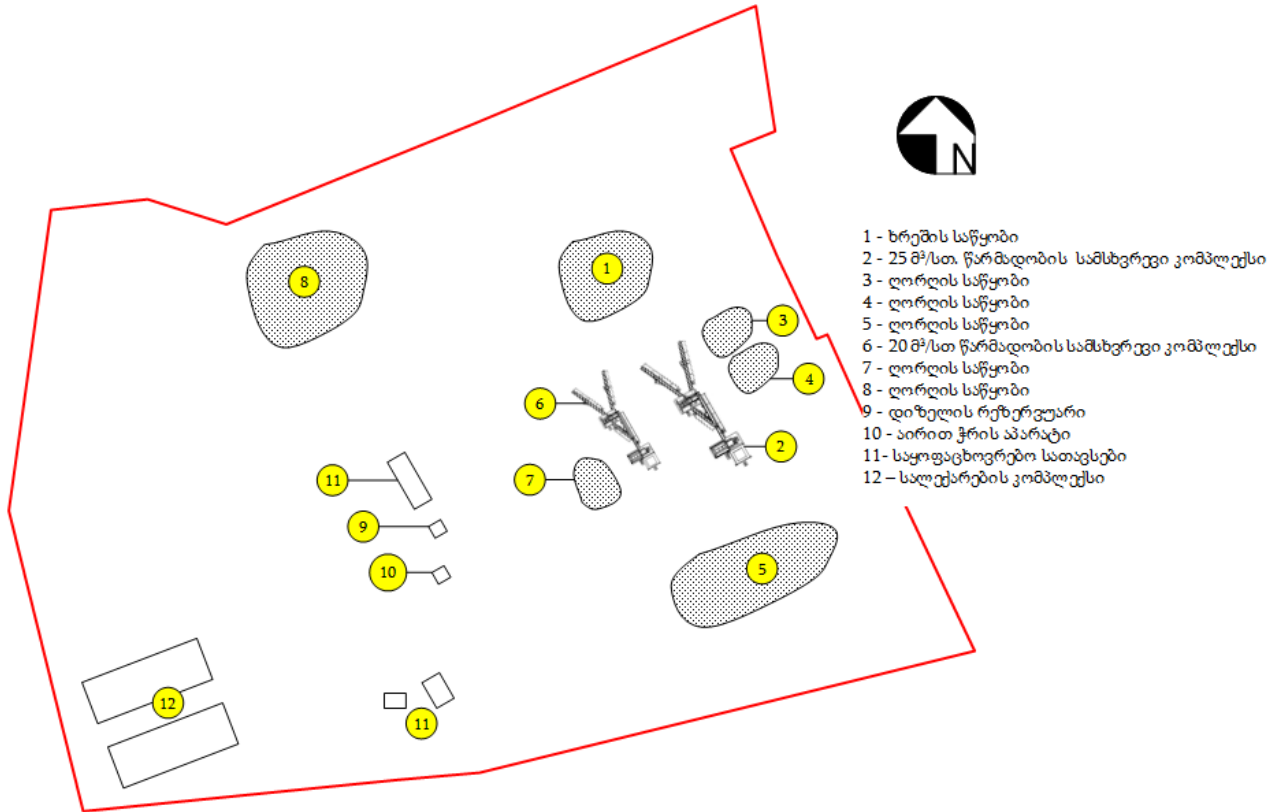 N
1 - ხრეშის საწყობი
2 - 25 მ³/სთ. წარმადობის სამსხვრევი კომპლექსი
3 - ღორღის საწყობი
4 - ღორღის საწყობი
5 - ღორღის საწყობი
6 - 20 მ³/სთ წარმადობის სამსხვრევი კომპლექსი
7 - ღორღის საწყობი
8 - ღორღის საწყობი
9 - დიზელის რეზერვუარი
10 - აირით ჭრის აპარატი
11- საყოფაცხოვრებო სათავსები
12 – სალექარების კომპლექსი
8
1
3
4
6
2
11
7
9
10
5
12
11